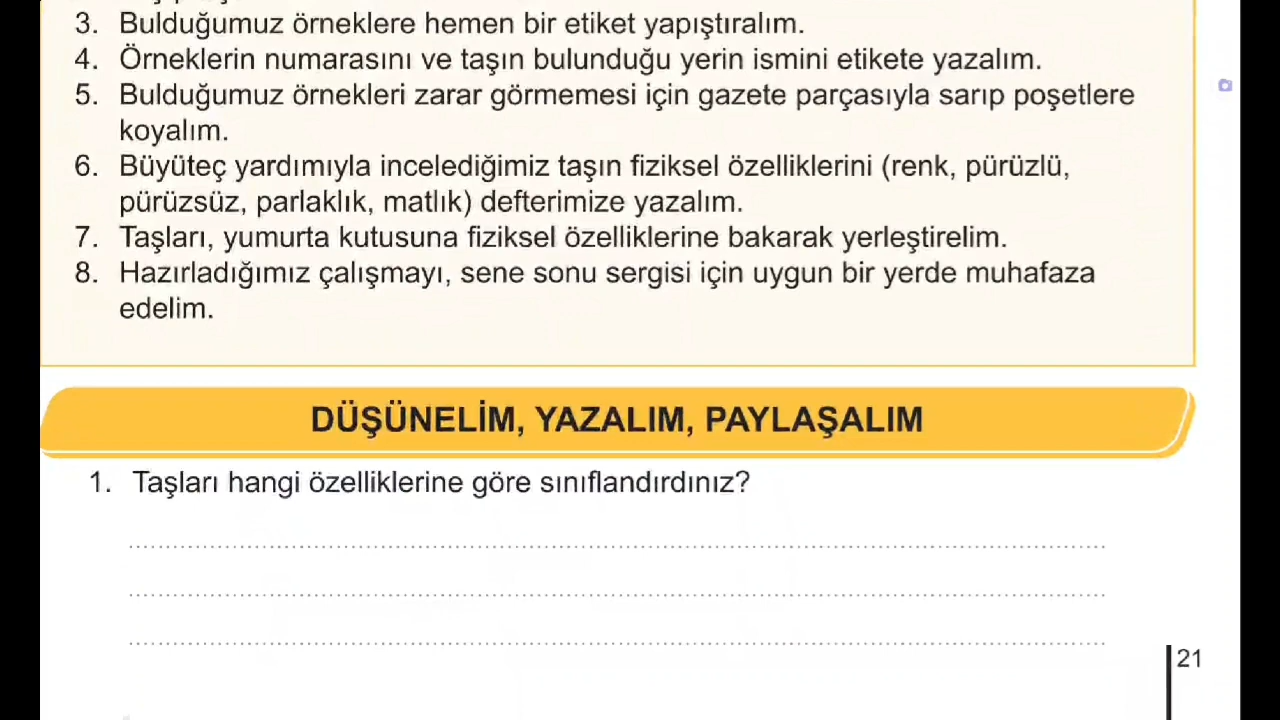 3. Bulduğumuz örneklere hemen bir etiket yapıştıralım.
4. Örneklerin numarasını ve taşın bulunduğu yerin ismini etikete yazalım.
5. Bulduğumuz örnekleri zarar görmemesi için gazete parçasıyla sarıp poşetlere
koyalım.
6. Büyüteç yardımıyla incelediğimiz taşın fiziksel özelliklerini (renk, pürüzlü,
pürüzsüz, parlaklık, matlık) defterimize yazalım.
7. Taşları, yumurta kutusuna fiziksel özelliklerine bakarak yerleştirelim.
8. Hazırladığımız çalışmayı, sene sonu sergisi için uygun bir yerde muhafaza
edelim.
DÜŞÜNELİM, YAZALIM, PAYLAŞALIM
1. Taşları hangi özelliklerine göre sınıflandırdınız?
21